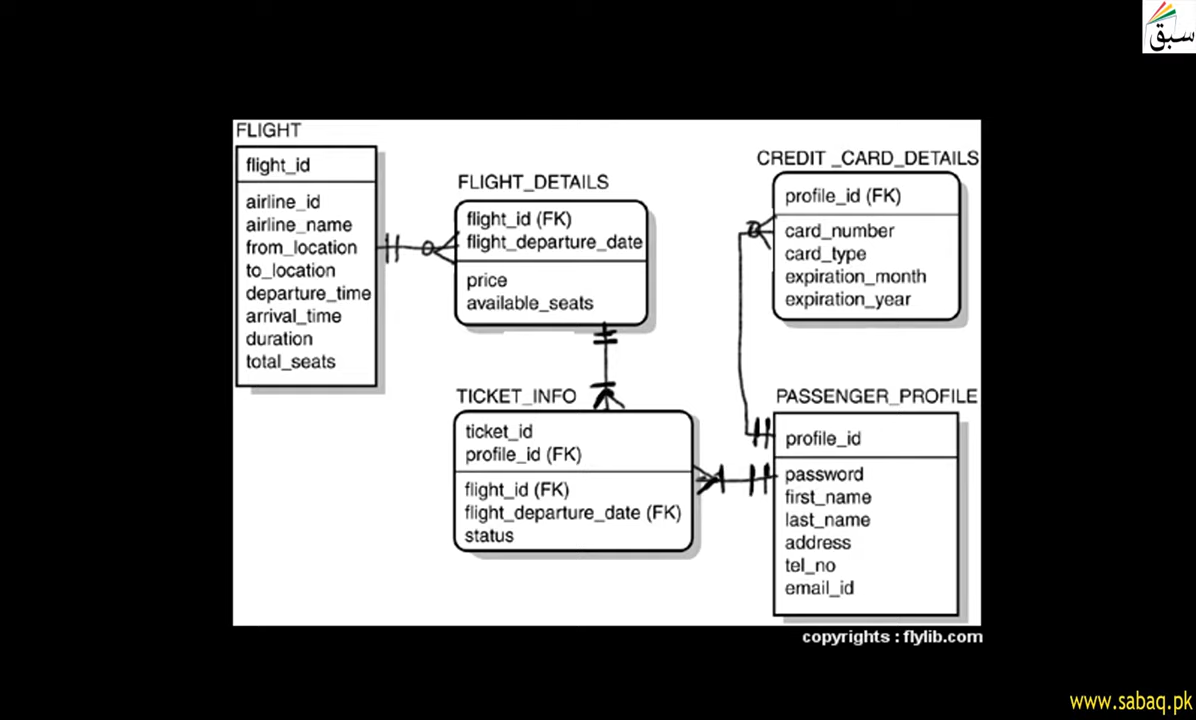 سبق
FLIGHT
flight_id
airline_id
airline_name
from_location
to_location
departure_time
arrival_time
duration
total_seats
FLIGHT_DETAILS
flight_id (FK)
flight_departure_date
price
available_seats
CREDIT _CARD_DETAILS
profile_id (FK)
card_number
card_type
expiration_month
expiration_year
TICKET_INFO
ticket_id
profile_id (FK)
flight_id (FK)
flight_departure_date (FK)
status
PASSENGER_PROFILE
profile_id
password
first_name
last_name
address
tel_no
email_id
copyrights : flylib.com
www.sabaq.pk